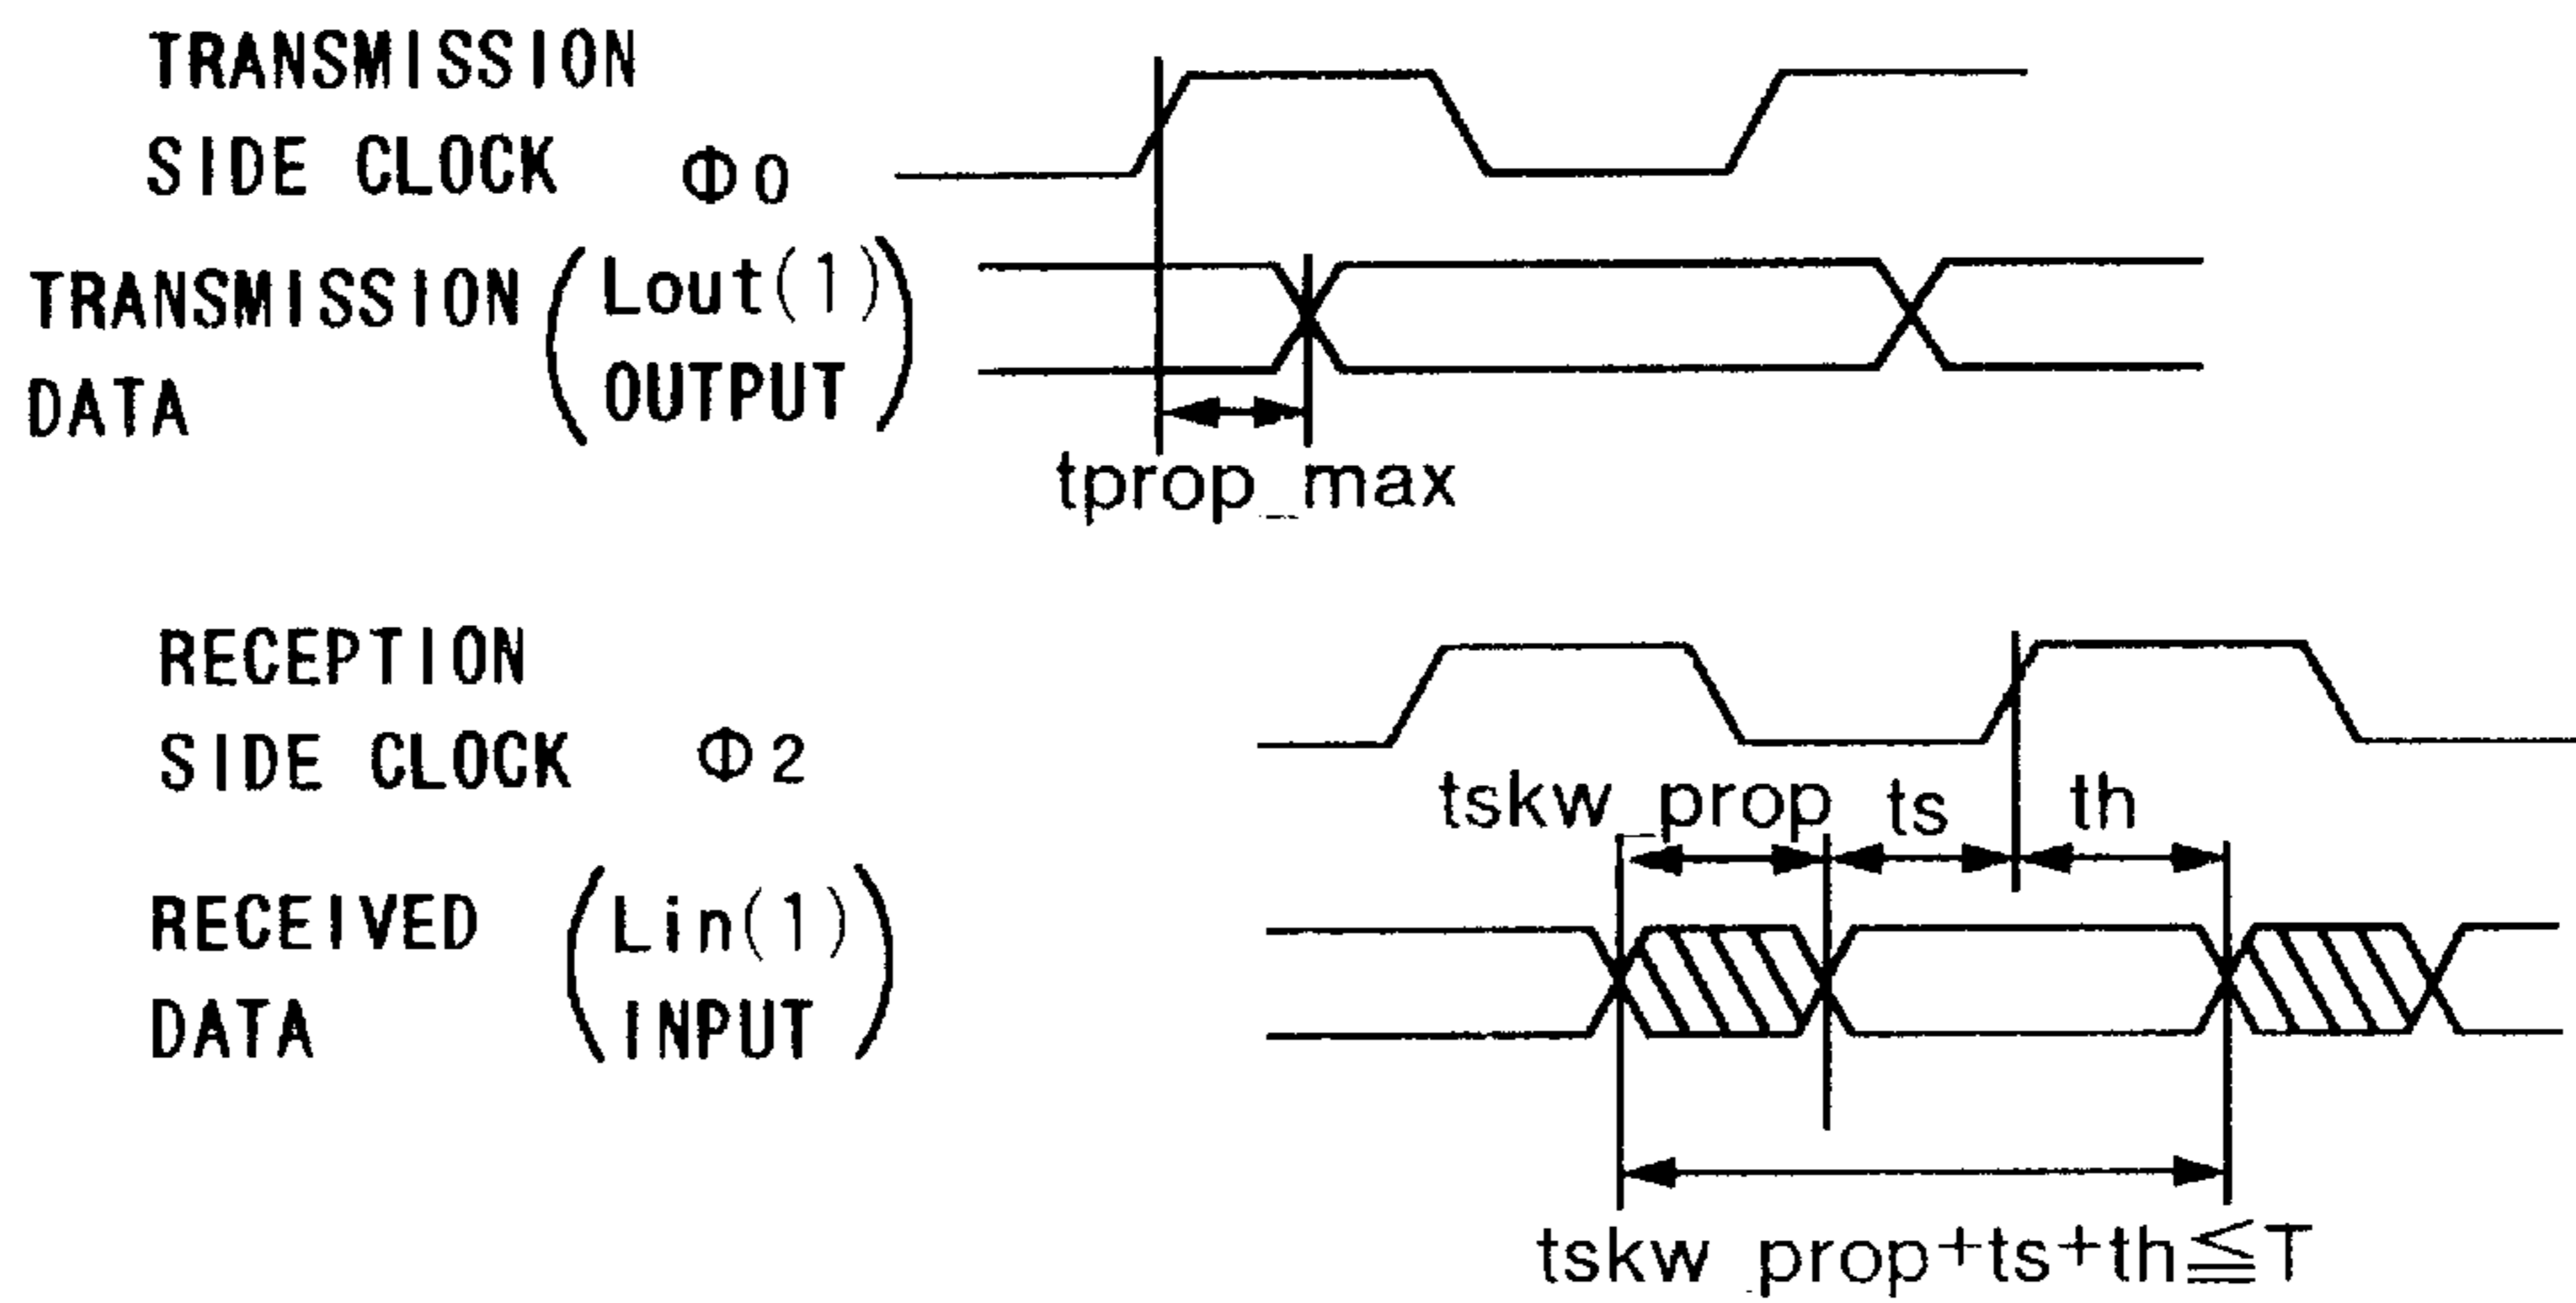 TRANSMISSION
SIDE CLOCK Φ0
TRANSMISSION
DATA
(Lout(1)
OUTPUT)
tprop_max
RECEPTION
SIDE CLOCK Φ2
tskw_prop ts th
RECEIVED
DATA
(Lin(1)
INPUT)
tskw_prop+ts+th≦T